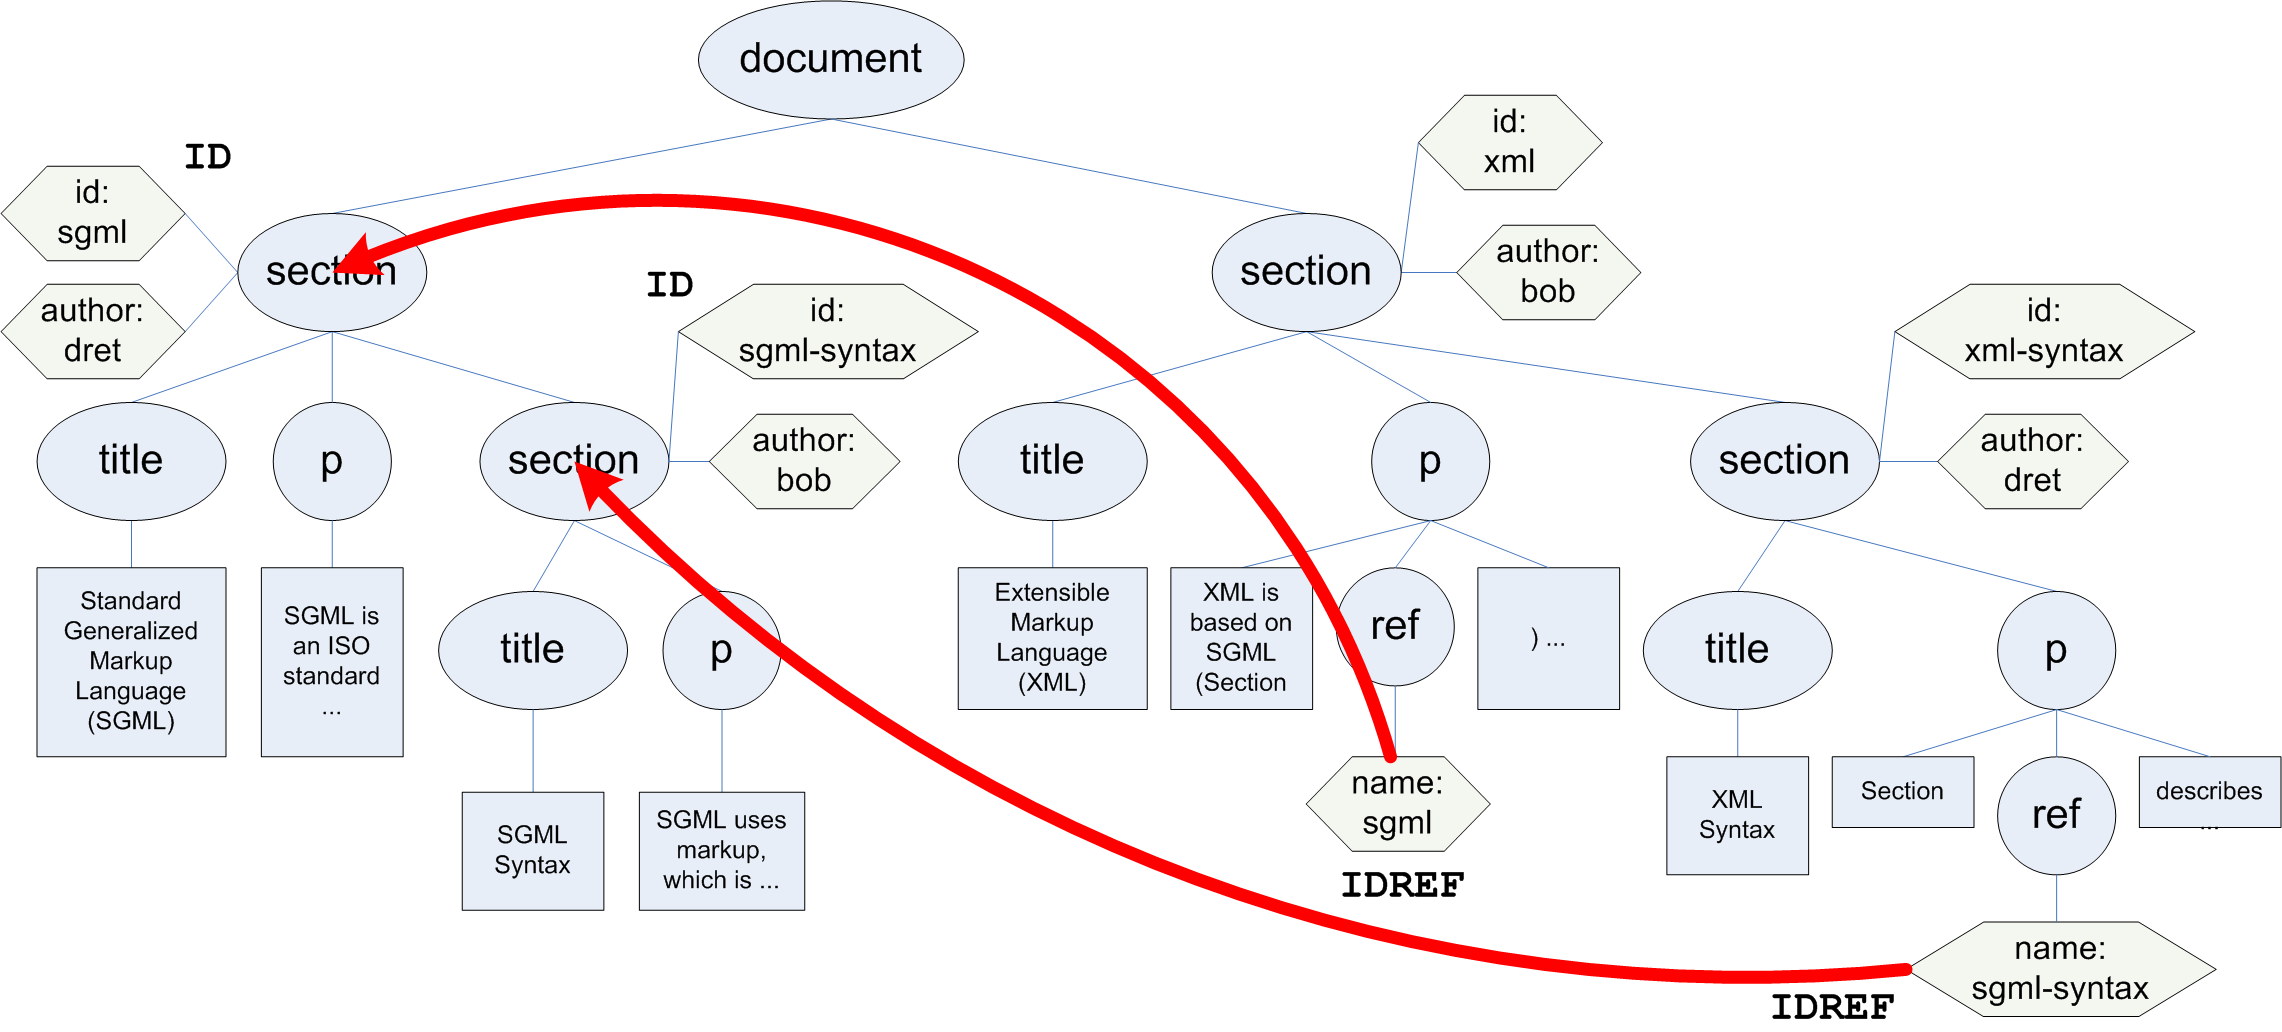 document
id:
xml
ID
id:
sgml
section
author:
dret
section
author:
bob
ID
id:
sgml-syntax
id:
xml-syntax
title
p
section
author:
bob
title
p
section
author:
dret
Standard
Generalized
Markup
Language
(SGML)
SGML is
an ISO
standard
...
title
p
Extensible
Markup
Language
(XML)
XML is
based on
SGML
(Section
ref
) ...
title
p
SGML
Syntax
SGML uses
markup,
which is ...
name:
sgml
IDREF
XML
Syntax
Section
ref
describes
...
name:
sgml-syntax
IDREF